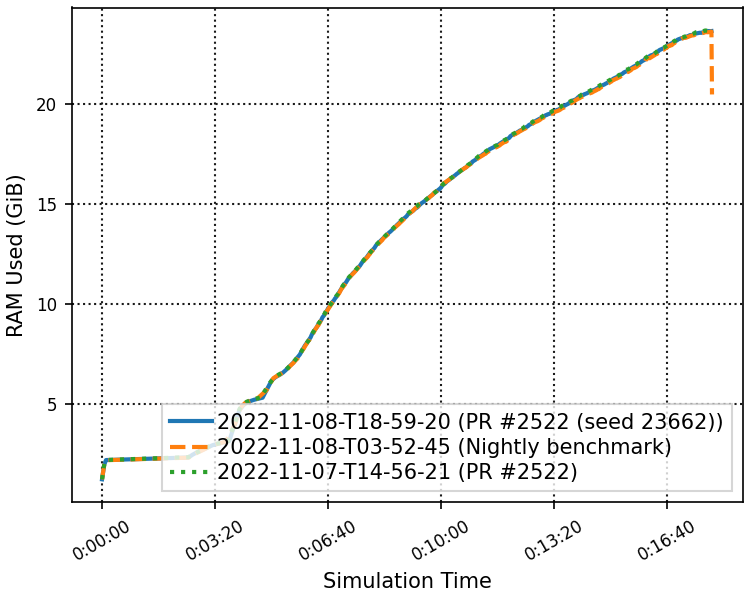 20
15
10
5
RAM Used (GiB)
2022-11-08-T18-59-20 (PR #2522 (seed 23662))
2022-11-08-T03-52-45 (Nightly benchmark)
2022-11-07-T14-56-21 (PR #2522)
0:00:00
0:03:20
0:06:40
0:10:00
0:13:20
0:16:40
Simulation Time